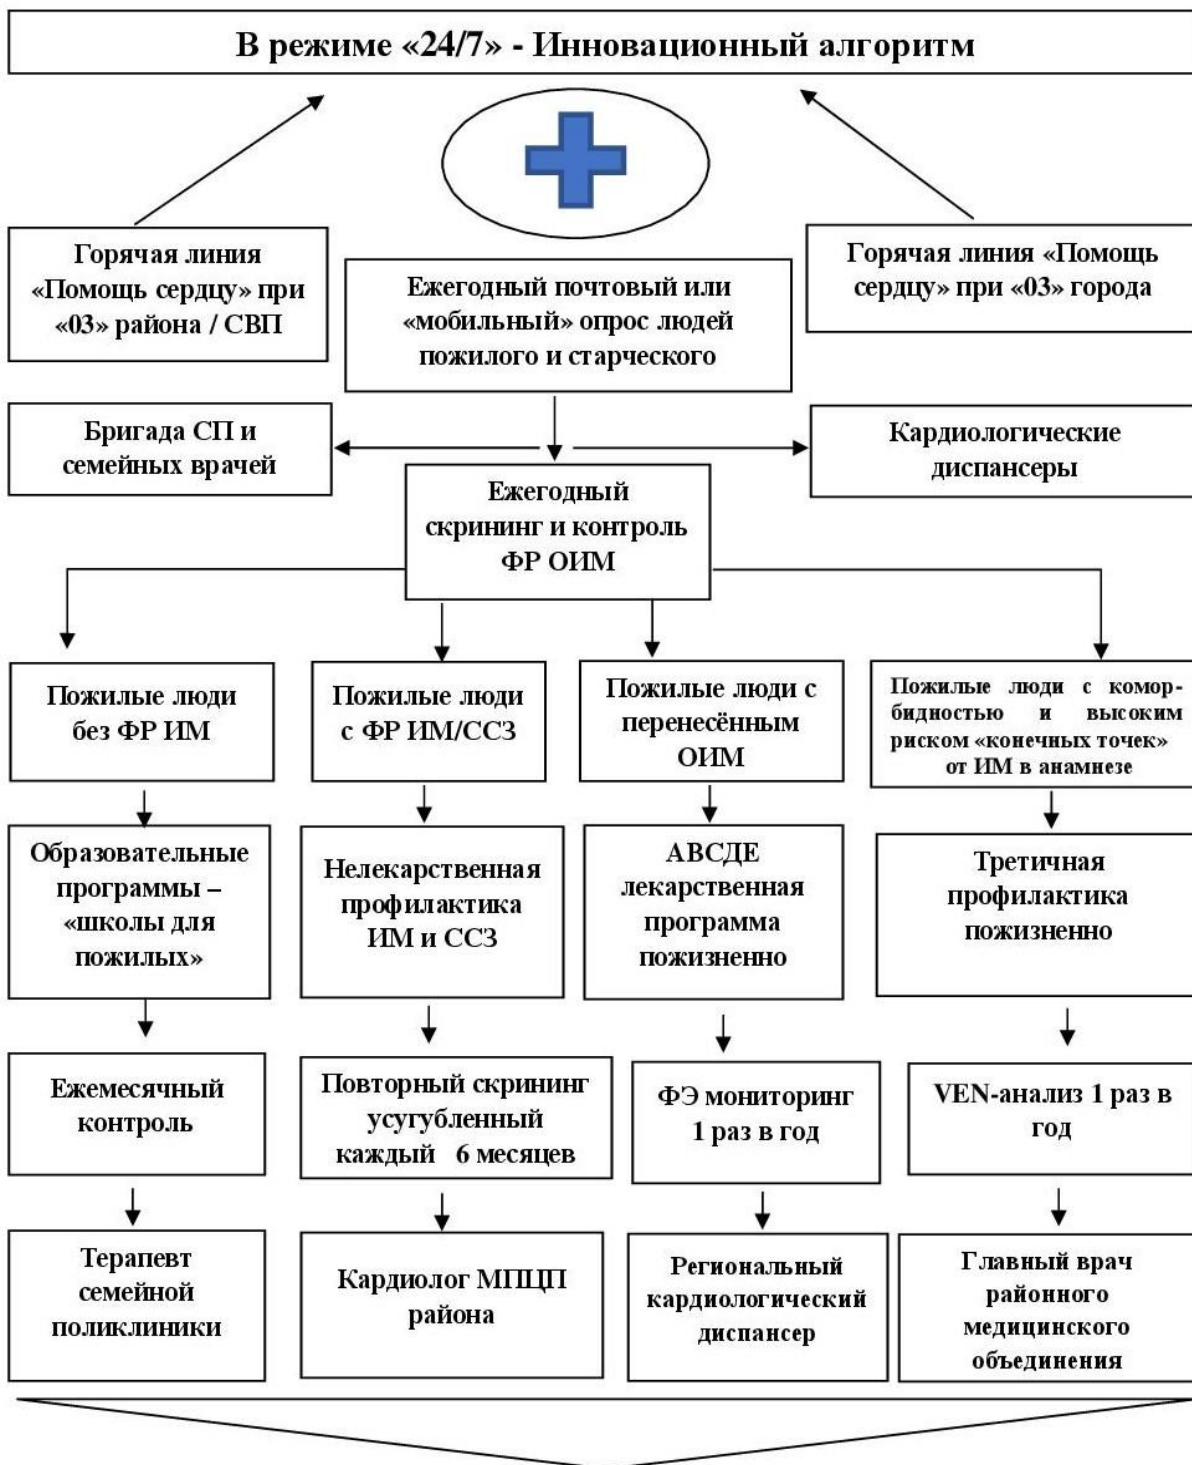 В режиме «24/7» - Инновационный алгоритм
Горячая линия
«Помощь сердцу» при
«03» района / СВП
Ежегодный почтовый или
«мобильный» опрос людей
пожилого и старческого
Горячая линия «Помощь
сердцу» при «03» города
Бригада СП и
семейных врачей
Кардиологические
диспансеры
Ежегодный
скрининг и контроль
ФР ОИМ
Пожилые люди
без ФР ИМ
Пожилые люди
с ФР ИМ/ССЗ
Пожилые люди с
перенесённым
ОИМ
Пожилые люди с комор-
бидностью и высоким
риском «конечных точек»
от ИМ в анамнезе
Образовательные
программы –
«школы для
пожилых»
Нелекарственная
профилактика
ИМ и ССЗ
АВСДЕ
лекарственная
программа
пожизненно
Третичная
профилактика
пожизненно
Ежемесячный
контроль
Повторный скрининг
усугубленный
каждый 6 месяцев
ФЭ мониторинг
1 раз в год
VEN-анализ 1 раз в
год
Терапевт
семейной
поликлиники
Кардиолог МПЦП
района
Региональный
кардиологический
диспансер
Главный врач
районного
медицинского
объединения